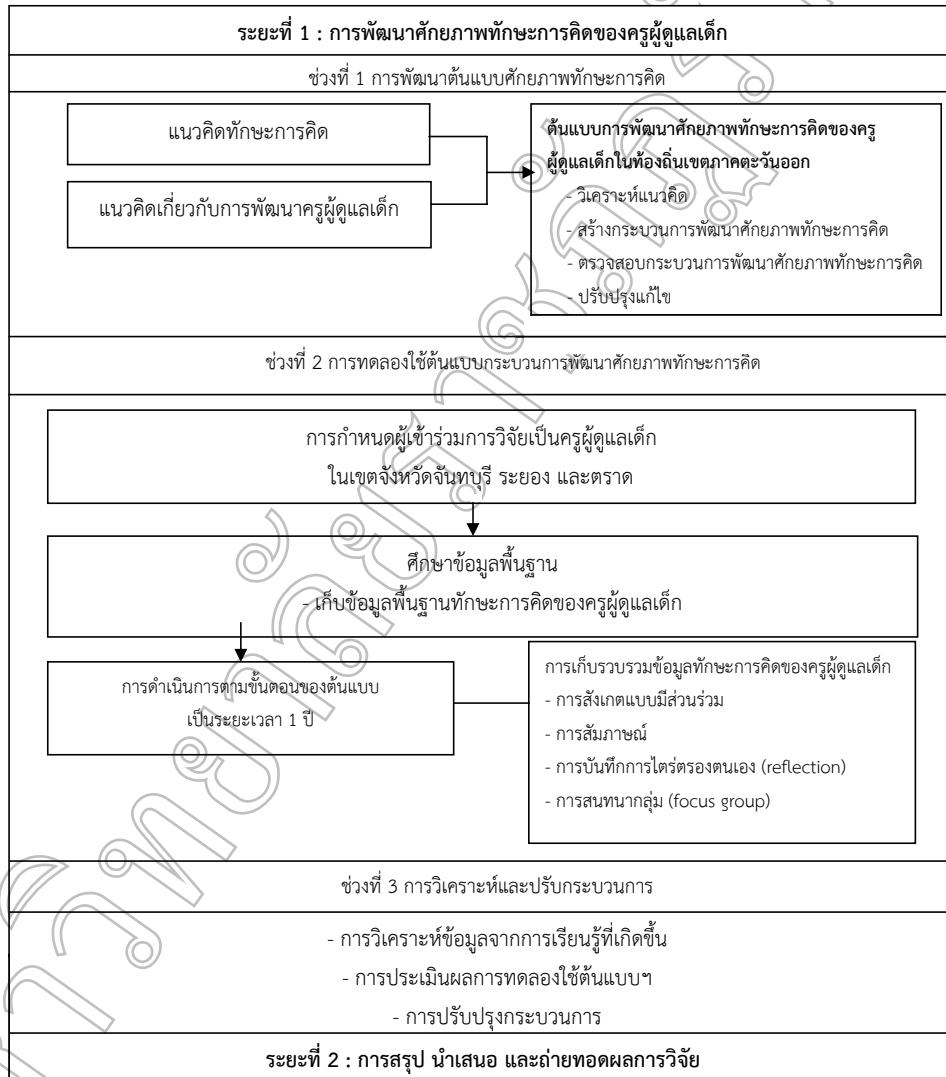 ระยะที่ 1 : การพัฒนาศักยภาพทักษะการคิดของครูผู้ดูแลเด็ก
ช่วงที่ 1 การพัฒนาต้นแบบศักยภาพทักษะการคิด
แนวคิดทักษะการคิด
แนวคิดเกี่ยวกับการพัฒนาครูผู้ดูแลเด็ก
ต้นแบบการพัฒนาศักยภาพทักษะการคิดของครู
ผู้ดูแลเด็กในท้องถิ่นเขตภาคตะวันออก
- วิเคราะห์แนวคิด
- สร้างกระบวนการพัฒนาศักยภาพทักษะการคิด
- ตรวจสอบกระบวนการพัฒนาศักยภาพทักษะการคิด
- ปรับปรุงแก้ไข
ช่วงที่ 2 การทดลองใช้ต้นแบบกระบวนการพัฒนาศักยภาพทักษะการคิด
การกำหนดผู้เข้าร่วมการวิจัยเป็นครูผู้ดูแลเด็ก
ในเขตจังหวัดจันทบุรี ระยอง และตราด
ศึกษาข้อมูลพื้นฐาน
- เก็บข้อมูลพื้นฐานทักษะการคิดของครูผู้ดูแลเด็ก
การดำเนินการตามขั้นตอนของต้นแบบ
เป็นระยะเวลา 1 ปี
การเก็บรวบรวมข้อมูลทักษะการคิดของครูผู้ดูแลเด็ก
- การสังเกตแบบมีส่วนร่วม
- การสัมภาษณ์
- การบันทึกการไตร่ตรองตนเอง (reflection)
- การสนทนากลุ่ม (focus group)
ช่วงที่ 3 การวิเคราะห์และปรับกระบวนการ
- การวิเคราะห์ข้อมูลจากการเรียนรู้ที่เกิดขึ้น
- การประเมินผลการทดลองใช้ต้นแบบฯ
- การปรับปรุงกระบวนการ
ระยะที่ 2 : การสรุป นำเสนอ และถ่ายทอดผลการวิจัย